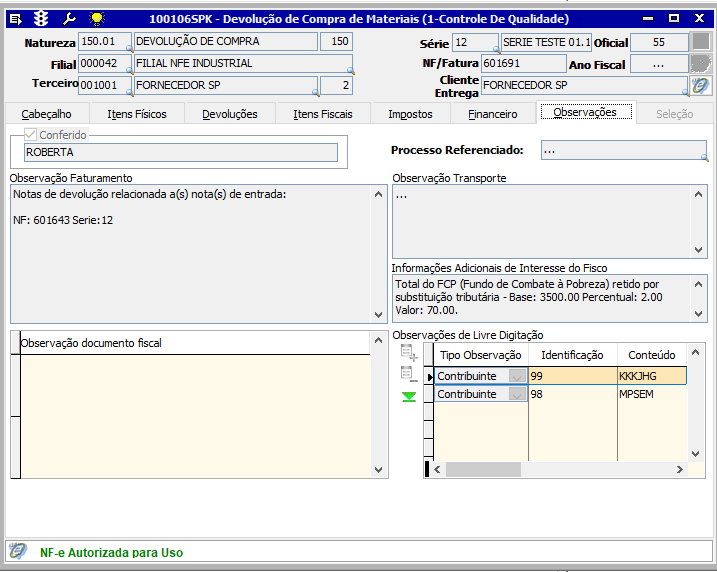 100106SPK - Devolução de Compra de Materiais (1-Controle De Qualidade)
Natureza 150.01 DEVOLUÇÃO DE COMPRA 150 Série 12 SERIE TESTE 01.1 Oficial 55
Filial 000042 FILIAL NFE INDUSTRIAL NF/Fatura 601691 Ano Fiscal ...
Terceiro 001001 FORNECEDOR SP 2 Cliente Entrega FORNECEDOR SP
Cabeçalho Itens Físicos Devoluções Itens Fiscais Impostos Financeiro Observações Seleção
Conferido
ROBERTA
Processo Referenciado: ...
Observação Faturamento
Notas de devolução relacionada a(s) nota(s) de entrada:
NF: 601643 Serie:12
Observação Transporte
...
Informações Adicionais de Interesse do Fisco
Total do FCP (Fundo de Combate à Pobreza) retido por
substituição tributária - Base: 3500.00 Percentual: 2.00
Valor: 70.00.
Observação documento fiscal
Observações de Livre Digitação
Tipo Observação Identificação Conteúdo
Contribuinte 99 KKKJHG
Contribuinte 98 MPSEM
NF-e Autorizada para Uso